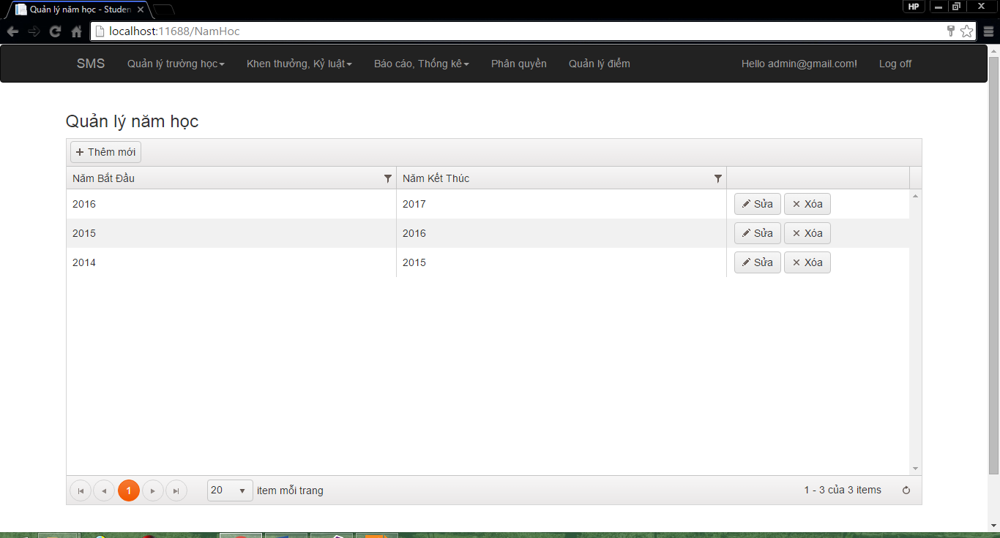 Quản lý năm học - Studen
HP
localhost:11688/NamHoc
SMS Quản lý trường học Khen thưởng, Kỷ luật Báo cáo, Thống kê Phân quyền Quản lý điểm Hello admin@gmail.com! Log off
Quản lý năm học
Thêm mới
Năm Bắt Đầu Năm Kết Thúc
2016 2017 Sửa Xóa
2015 2016 Sửa Xóa
2014 2015 Sửa Xóa
1 20 item mỗi trang 1 - 3 của 3 items